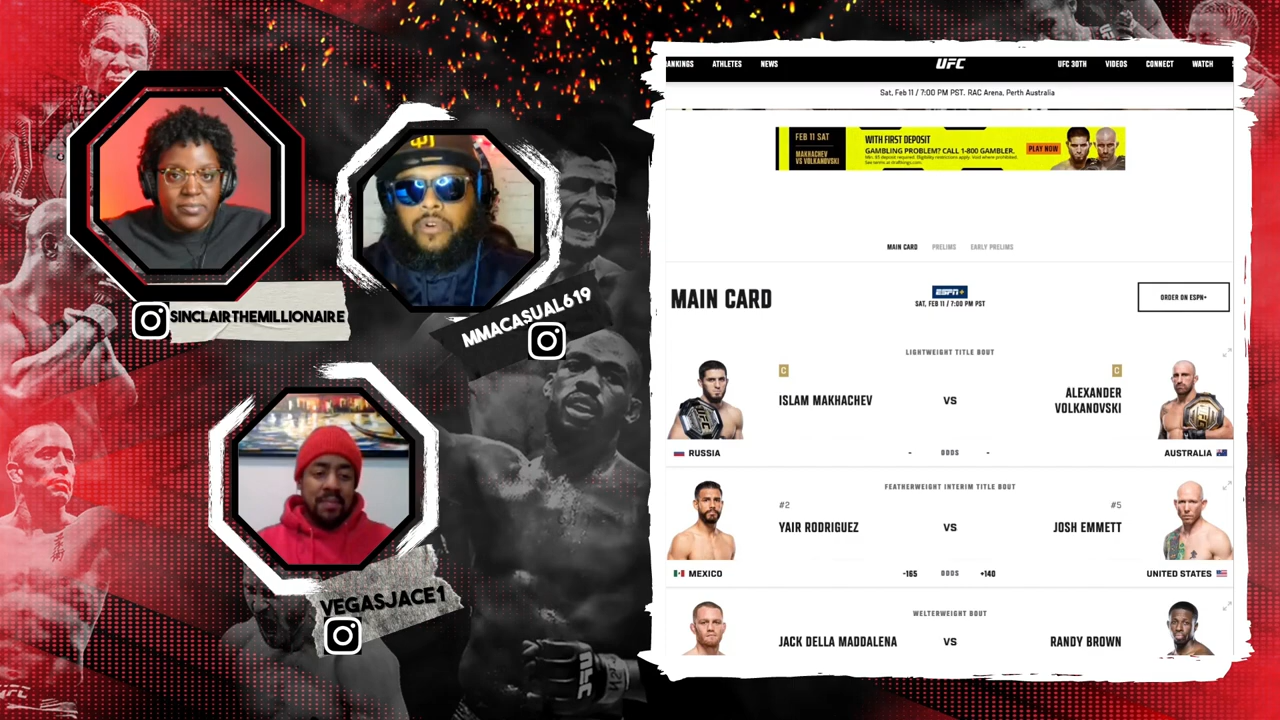 SINCLAIRTHEMILLIONAIRE
MMACASUAL619
VEGASJACE1
ANKINGS ATHLETES NEWS UFC UFC 30TH VIDEOS CONNECT WATCH
Sat, Feb 11 / 7:00 PM PST. RAC Arena, Perth Australia
FEB 11 SAT
MAKHACHEV
VS VOLKANOVSKI
WITH FIRST DEPOSIT
GAMBLING PROBLEM? CALL 1-800 GAMBLER.
PLAY NOW
MAIN CARD PRELIMS EARLY PRELIMS
MAIN CARD
ESPN+
SAT, FEB 11 / 7:00 PM PST
ORDER ON ESPN+
LIGHTWEIGHT TITLE BOUT
C C
ISLAM MAKHACHEV VS ALEXANDER
VOLKANOVSKI
RUSSIA - ODDS - AUSTRALIA
FEATHERWEIGHT INTERIM TITLE BOUT
#2 #5
YAIR RODRIGUEZ VS JOSH EMMETT
MEXICO -165 ODDS +140 UNITED STATES
WELTERWEIGHT BOUT
JACK DELLA MADDALENA VS RANDY BROWN
UFC